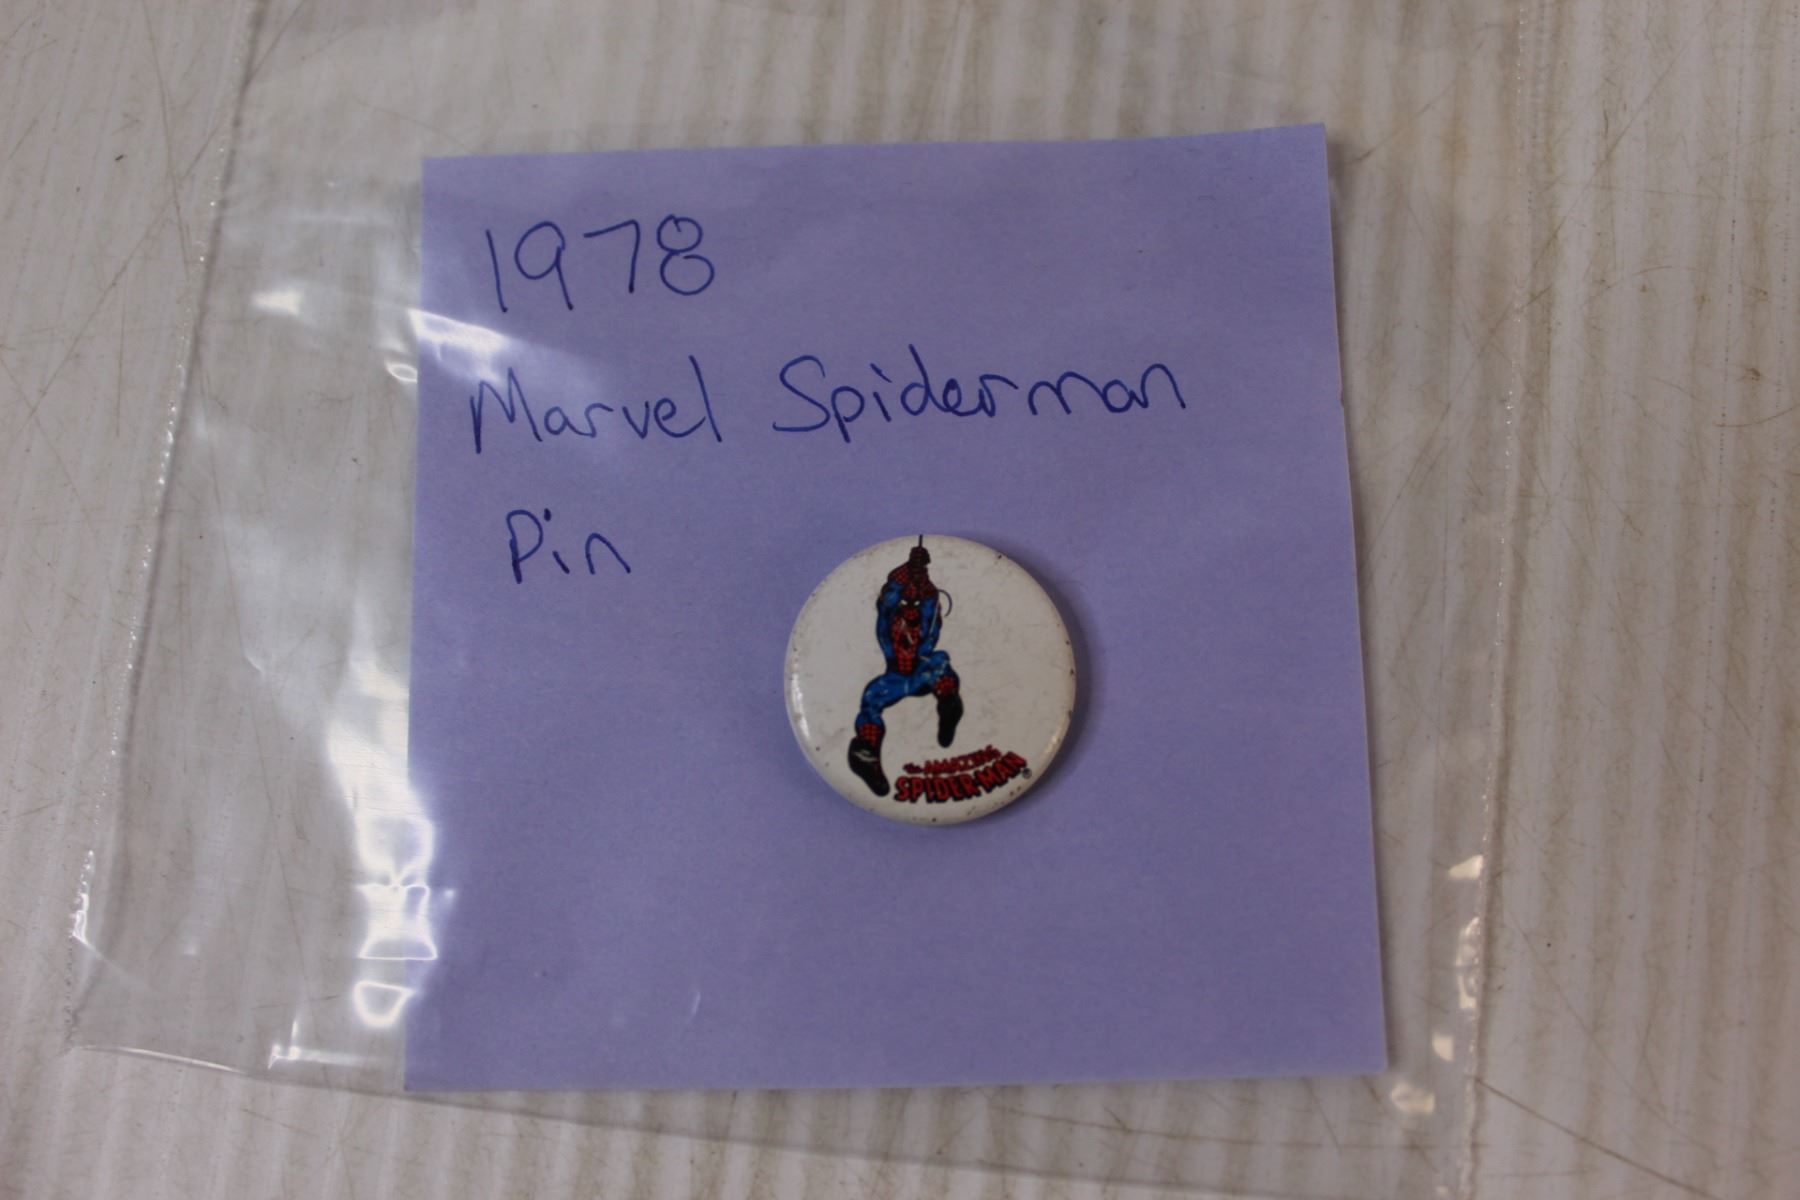 1978
Marvel Spiderman
Pin
The AMAZING
SPIDER-MAN®